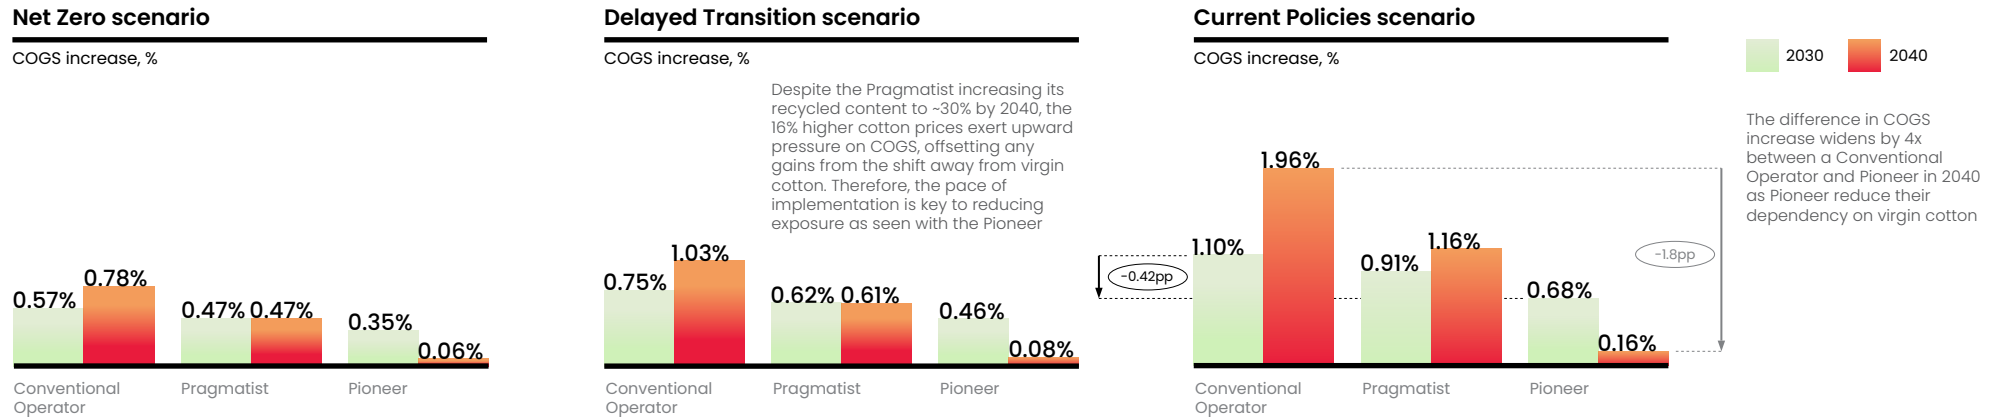 Net Zero scenario
COGS increase, %
0.57%
0.78%
0.47%
0.47%
0.35%
0.06%
Conventional
Operator
Pragmatist
Pioneer
Delayed Transition scenario
COGS increase, %
Despite the Pragmatist increasing its
recycled content to ~30% by 2040, the
16% higher cotton prices exert upward
pressure on COGS, offsetting any
gains from the shift away from virgin
cotton. Therefore, the pace of
implementation is key to reducing
exposure as seen with the Pioneer
0.75%
1.03%
0.62%
0.61%
0.46%
0.08%
Conventional
Operator
Pragmatist
Pioneer
Current Policies scenario
COGS increase, %
-0.42pp
1.10%
1.96%
0.91%
1.16%
0.68%
0.16%
-1.8pp
Conventional
Operator
Pragmatist
Pioneer
2030
2040
The difference in COGS
increase widens by 4x
between a Conventional
Operator and Pioneer in 2040
as Pioneer reduce their
dependency on virgin cotton